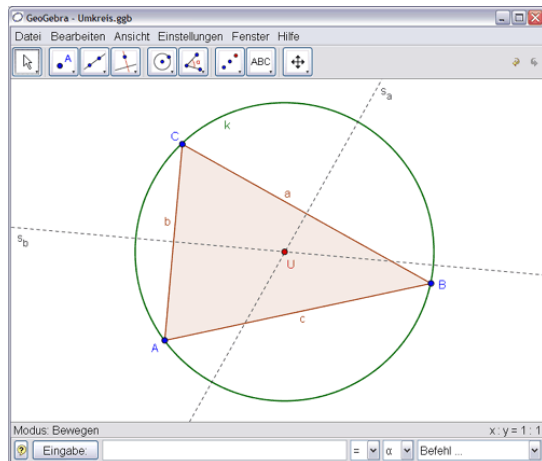 GeoGebra - Umkreis.ggb
Datei Bearbeiten Ansicht Einstellungen Fenster Hilfe
A
ABC
s_a
C
k
a
b
s_b
U
B
c
A
Modus: Bewegen x : y = 1 : 1
? Eingabe: = α Befehl ...